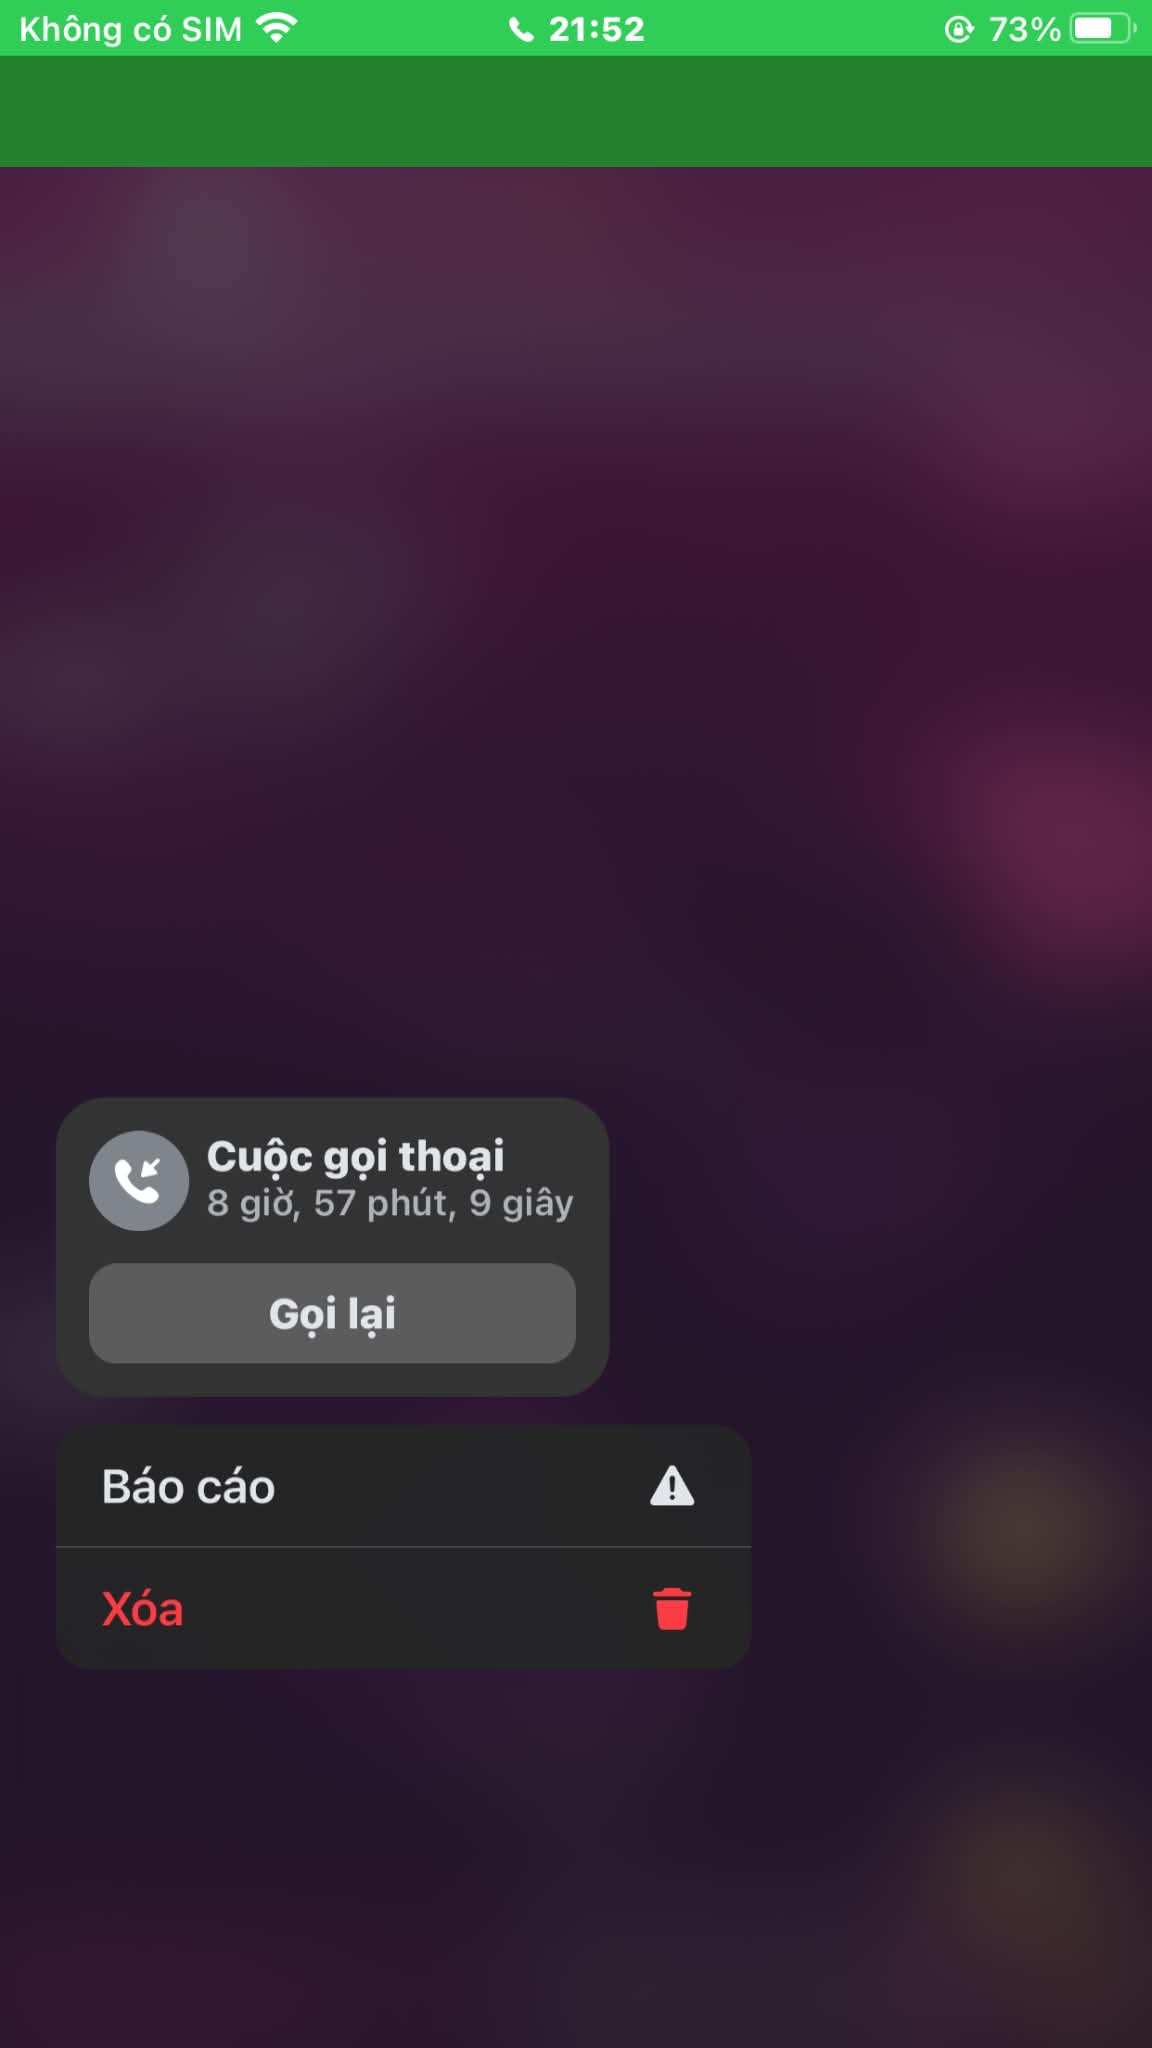 Không có SIM 21:52 73%
Cuộc gọi thoại
8 giờ, 57 phút, 9 giây
Gọi lại
Báo cáo
Xóa